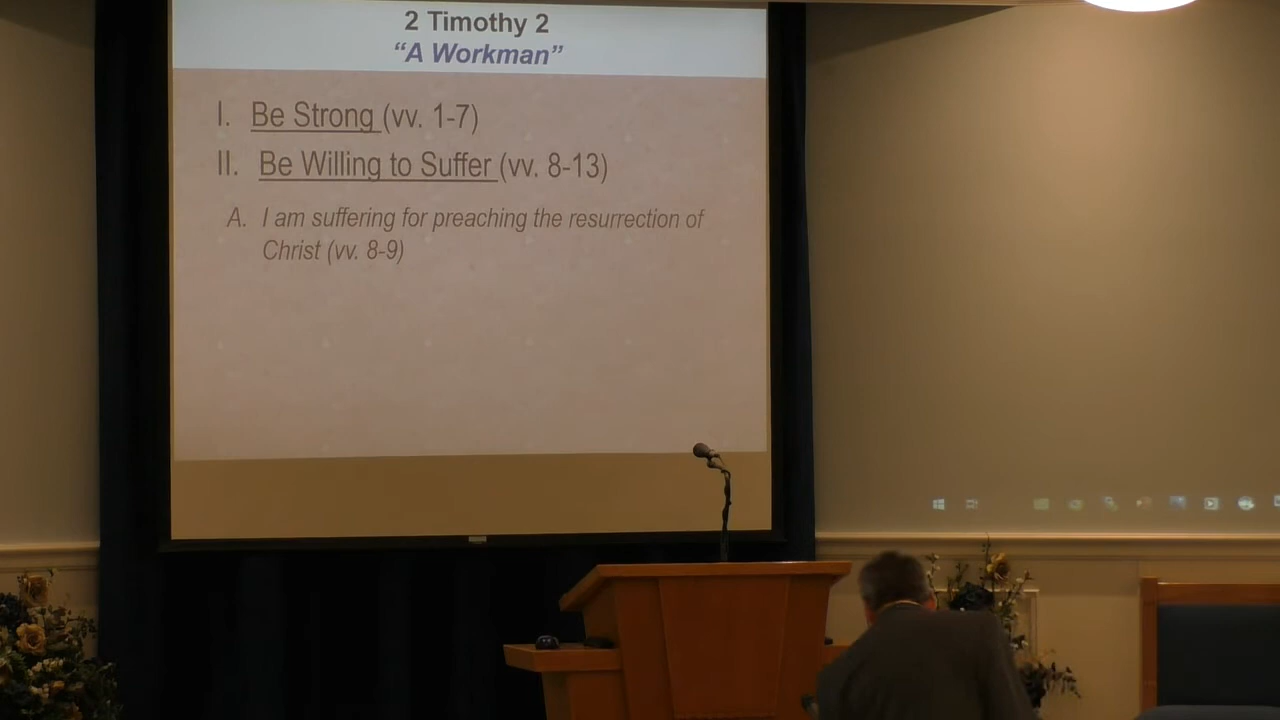 2 Timothy 2
“A Workman”
I. Be Strong (vv. 1-7)
II. Be Willing to Suffer (vv. 8-13)
A. I am suffering for preaching the resurrection of
Christ (vv. 8-9)